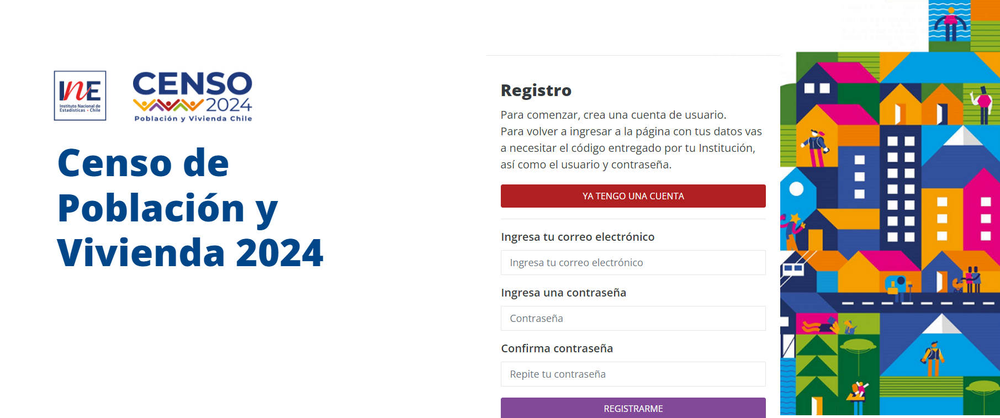 INE
Instituto Nacional de
Estadísticas • Chile
CENSO
2024
Población y Vivienda Chile
Censo de
Población y
Vivienda 2024
Registro
Para comenzar, crea una cuenta de usuario.
Para volver a ingresar a la página con tus datos vas
a necesitar el código entregado por tu Institución,
así como el usuario y contraseña.
YA TENGO UNA CUENTA
Ingresa tu correo electrónico
Ingresa tu correo electrónico
Ingresa una contraseña
Contraseña
Confirma contraseña
Repite tu contraseña
REGISTRARME